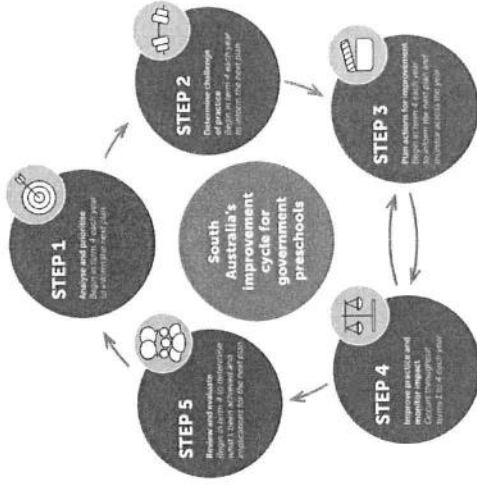 STEP 1
Analyse and prioritise
Begin in term 4 each year
to inform the next plan
STEP 2
Determine challenge
of practice
Begin in term 4 each year
to inform the next plan
STEP 3
Plan actions for improvement
Begin in term 4 each year
to inform the next plan and
monitor across the year
STEP 4
Improve practice and
monitor impact
Occurs throughout
terms 1 to 4 each year
STEP 5
Review and evaluate
Begin in term 4 to determine
what's been achieved and
implications for the next plan
South
Australia's
improvement
cycle for
government
preschools